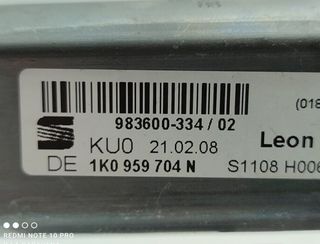 (018
983600-334 / 02
KU0 21.02.08 Leon
DE 1K0 959 704 N S1108 H006
REDMI NOTE 10 PRO